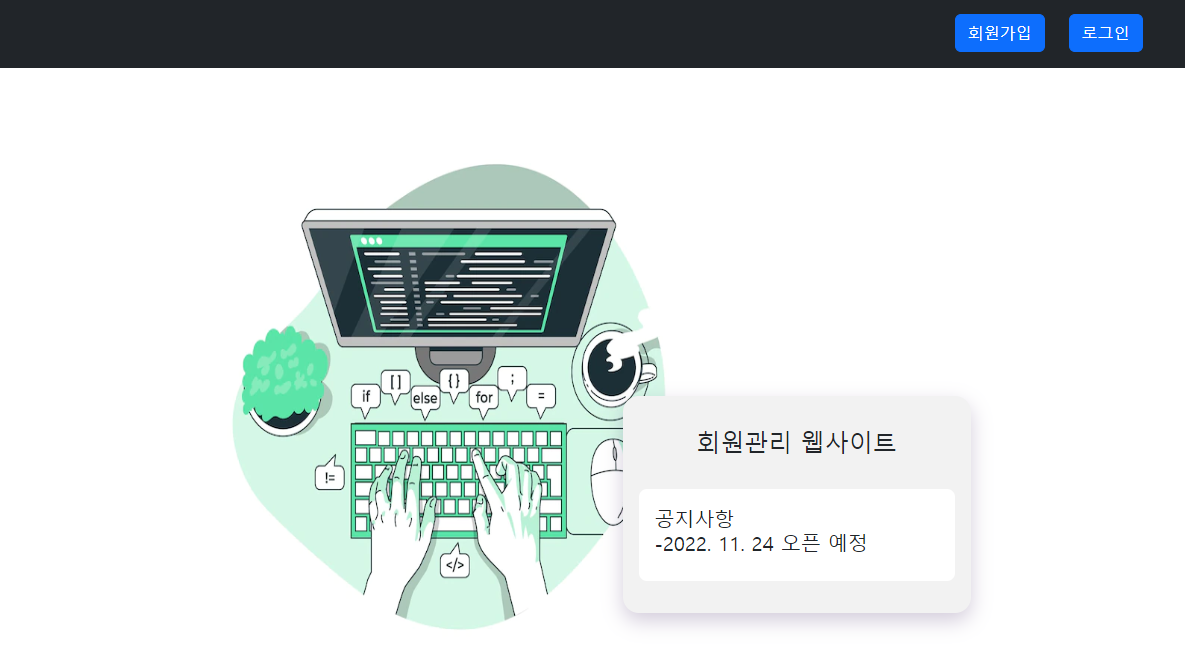 회원가입 로그인
[] {} ;
if else for =
!=
</>
회원관리 웹사이트
공지사항
-2022. 11. 24 오픈 예정